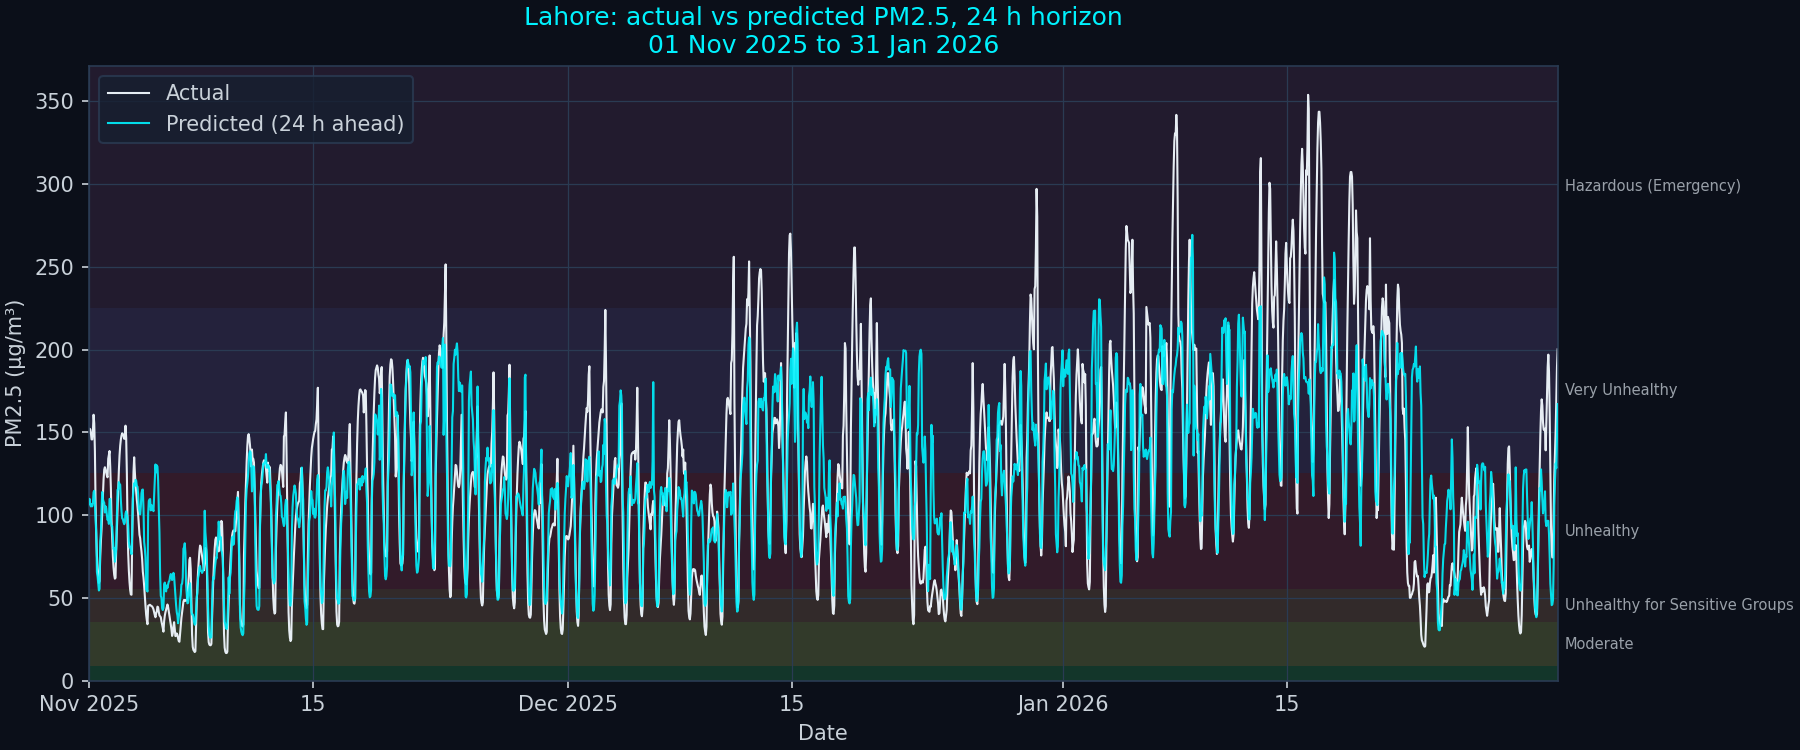 Lahore: actual vs predicted PM2.5, 24 h horizon
01 Nov 2025 to 31 Jan 2026
Actual
Predicted (24 h ahead)
PM2.5 (µg/m³)
350
300
250
200
150
100
50
0
Hazardous (Emergency)
Very Unhealthy
Unhealthy
Unhealthy for Sensitive Groups
Moderate
Nov 2025 15 Dec 2025 15 Jan 2026 15
Date